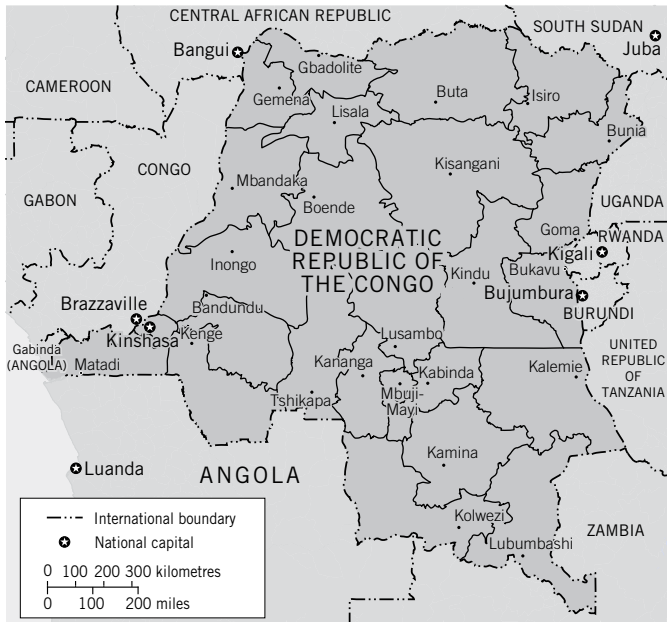 CENTRAL AFRICAN REPUBLIC
SOUTH SUDAN
Bangui
Juba
Gbadolite
CAMEROON
Gemena
Buta
Isiro
Lisala
Bunia
CONGO
Kisangani
Mbandaka
GABON
Boende
UGANDA
Goma
RWANDA
DEMOCRATIC
REPUBLIC OF
THE CONGO
Kigali
Inongo
Kindu
Bukavu
Bujumbura
Bandundu
Brazzaville
BURUNDI
Kinshasa
Kenge
Lusambo
Gabinda
(ANGOLA)
Matadi
UNITED
REPUBLIC
OF
TANZANIA
Kananga
Kabinda
Kalemie
Mbuji-
Mayi
Tshikapa
Kamina
Luanda
ANGOLA
Kolwezi
ZAMBIA
Lubumbashi
International boundary
National capital
0 100 200 300 kilometres
0 100 200 miles